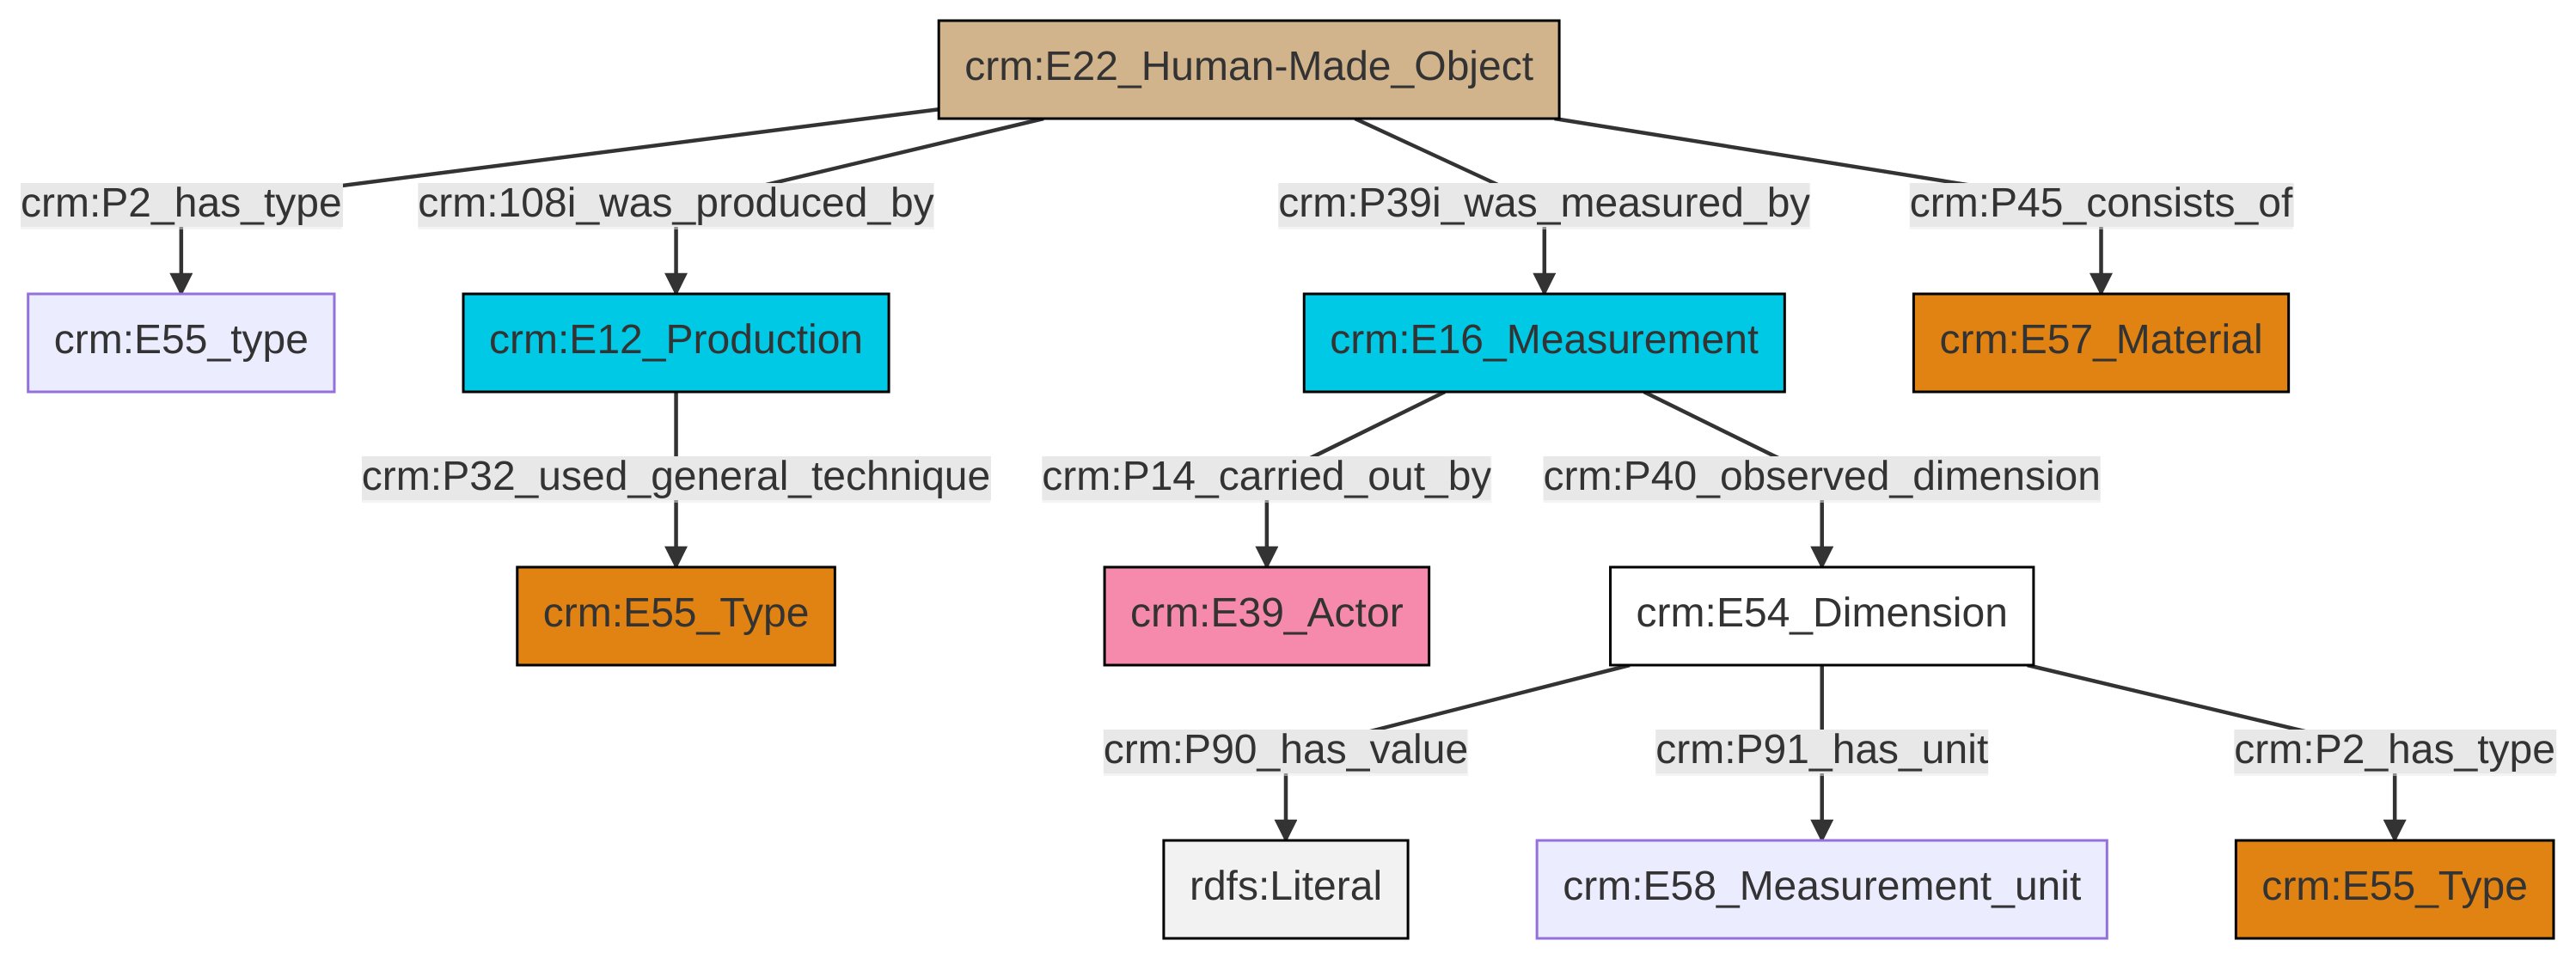 crm:E22_Human-Made_Object
crm:P2_has_type
crm:108i_was_produced_by
crm:P39i_was_measured_by
crm:P45_consists_of
crm:E55_type
crm:E12_Production
crm:E16_Measurement
crm:E57_Material
crm:P32_used_general_technique
crm:P14_carried_out_by
crm:P40_observed_dimension
crm:E55_Type
crm:E39_Actor
crm:E54_Dimension
crm:P90_has_value
crm:P91_has_unit
crm:P2_has_type
rdfs:Literal
crm:E58_Measurement_unit
crm:E55_Type